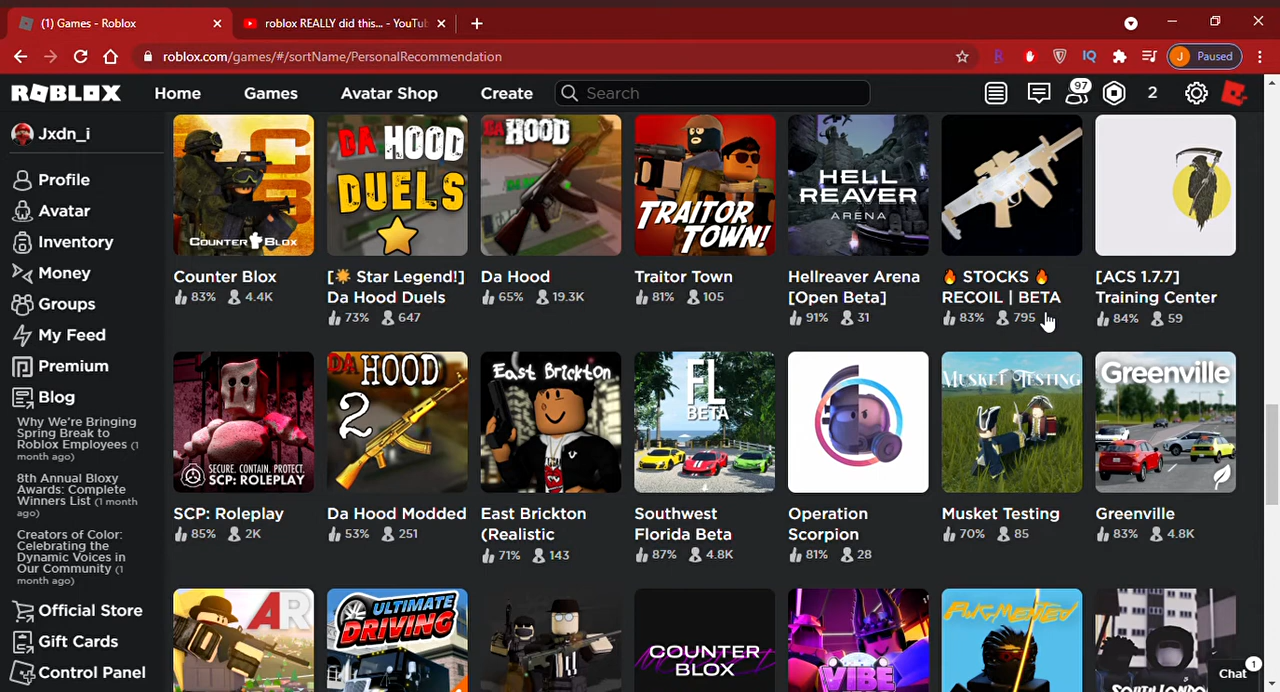 (1) Games - Roblox
roblox REALLY did this... - YouTu
roblox.com/games/#/sortName/PersonalRecommendation
IQ
J
Paused
ROBLOX
Home
Games
Avatar Shop
Create
Search
97
2
Jxdn_i
Profile
Avatar
Inventory
Money
Groups
My Feed
Premium
Blog
Why We're Bringing
Spring Break to
Roblox Employees (1
month ago)
8th Annual Bloxy
Awards: Complete
Winners List (1 month
ago)
Creators of Color:
Celebrating the
Dynamic Voices in
Our Community (1
month ago)
Official Store
Gift Cards
Control Panel
COUNTER BLOX
DA HOOD
DUELS
DA HOOD
TRAITOR
TOWN!
HELL
REAVER
ARENA
Counter Blox
83% 4.4K
[☀ Star Legend!]
Da Hood Duels
73% 647
Da Hood
65% 19.3K
Traitor Town
81% 105
Hellreaver Arena
[Open Beta]
91% 31
🔥 STOCKS 🔥
RECOIL | BETA
83% 795
[ACS 1.7.7]
Training Center
84% 59
SECURE. CONTAIN. PROTECT.
SCP: ROLEPLAY
DA HOOD
2
East Brickton
FL
BETA
MUSKET TESTING
Greenville
SCP: Roleplay
85% 2K
Da Hood Modded
53% 251
East Brickton
(Realistic
71% 143
Southwest
Florida Beta
87% 4.8K
Operation
Scorpion
81% 28
Musket Testing
70% 85
Greenville
83% 4.8K
AR
ULTIMATE
DRIVING
COUNTER
BLOX
VIBE
SOUTH LONDON
Chat
1